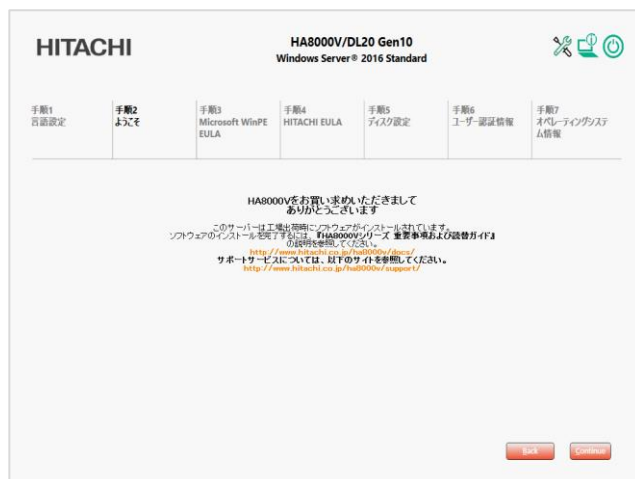 HITACHI
HA8000V/DL20 Gen10
Windows Server® 2016 Standard
手順1
言語設定
手順2
ようこそ
手順3
Microsoft WinPE
EULA
手順4
HITACHI EULA
手順5
ディスク設定
手順6
ユーザー認証情報
手順7
オペレーティングシステ
ム情報
HA8000Vをお買い求めいただきまして
ありがとうございます
このサーバーは工場出荷時にソフトウェアがインストールされています。
ソフトウェアのインストールを完了するには、『HA8000Vシリーズ 重要事項および読替ガイド』
の説明を参照してください。
http://www.hitachi.co.jp/ha8000v/docs/
サポートサービスについては、以下のサイトを参照してください。
http://www.hitachi.co.jp/ha8000v/support/
Back
Continue